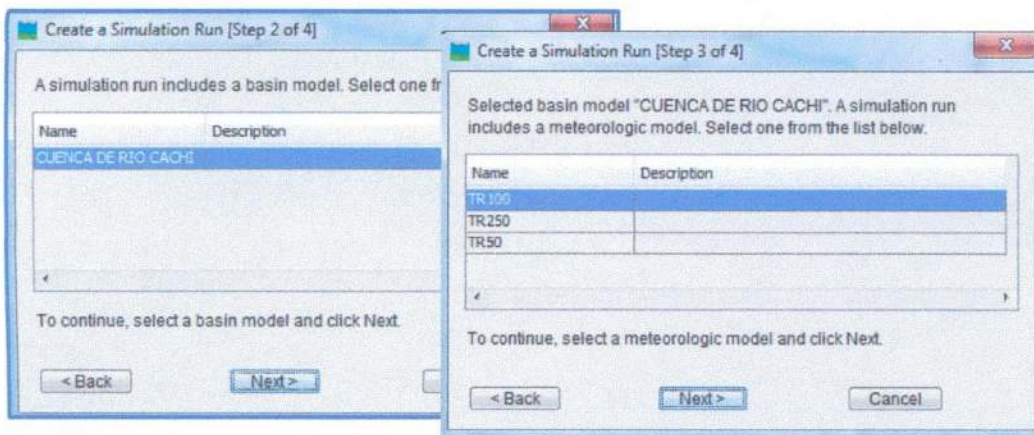 Create a Simulation Run [Step 2 of 4]
A simulation run includes a basin model. Select one
Name Description
CUENCA DE RIO CACHI
To continue, select a basin model and click Next.
< Back Next >
Create a Simulation Run [Step 3 of 4]
Selected basin model "CUENCA DE RIO CACHI". A simulation run
includes a meteorologic model. Select one from the list below.
Name Description
TR100
TR250
TR50
To continue, select a meteorologic model and click Next.
< Back Next > Cancel